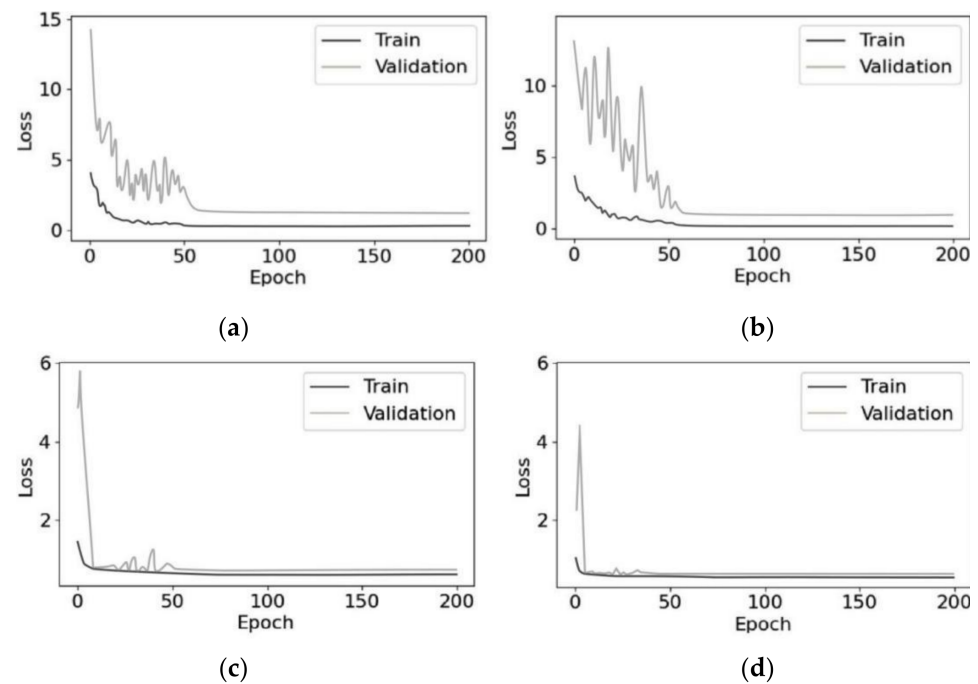 15
10
5
0
Loss
Train
Validation
0 50 100 150 200
Epoch
(a)
10
5
0
Loss
Train
Validation
0 50 100 150 200
Epoch
(b)
6
4
2
Loss
Train
Validation
0 50 100 150 200
Epoch
(c)
6
4
2
Loss
Train
Validation
0 50 100 150 200
Epoch
(d)